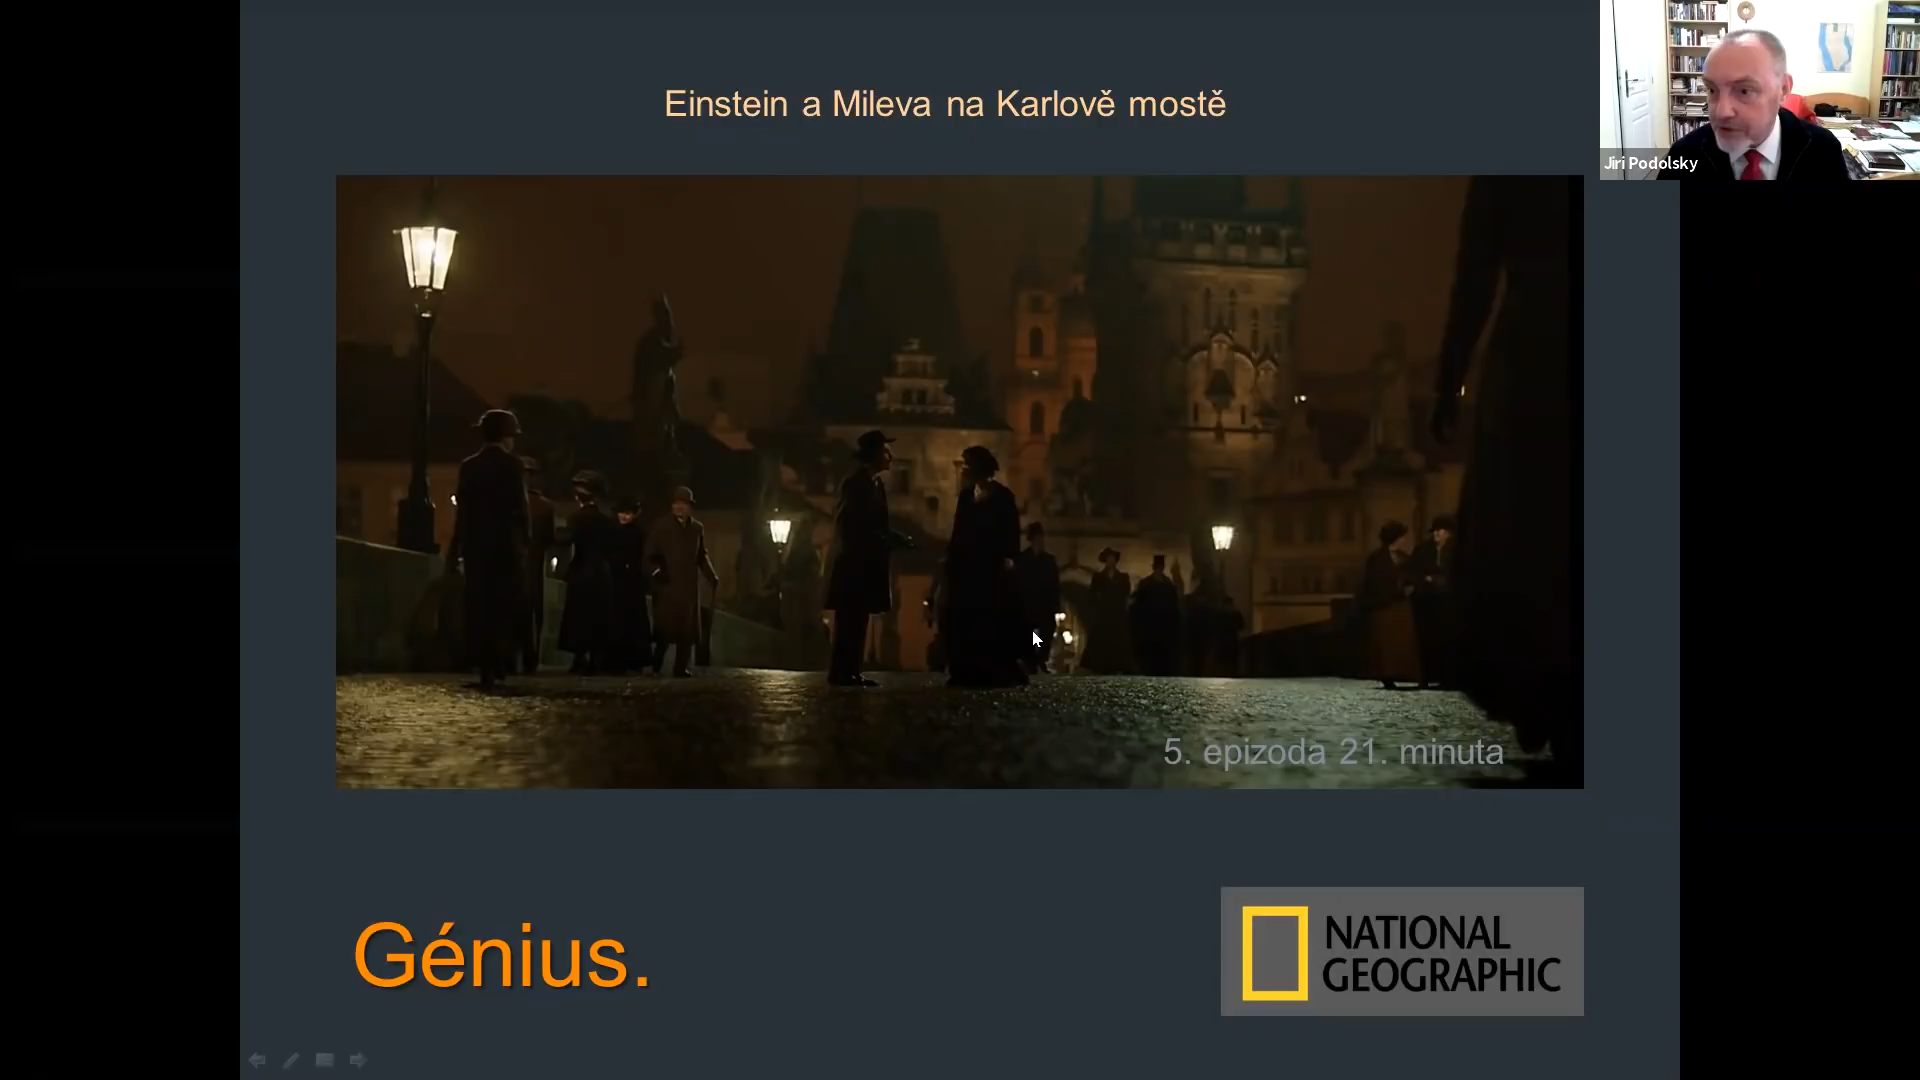 Einstein a Mileva na Karlově mostě
Jiri Podolsky
5. epizoda 21. minuta
Génius.
NATIONAL
GEOGRAPHIC